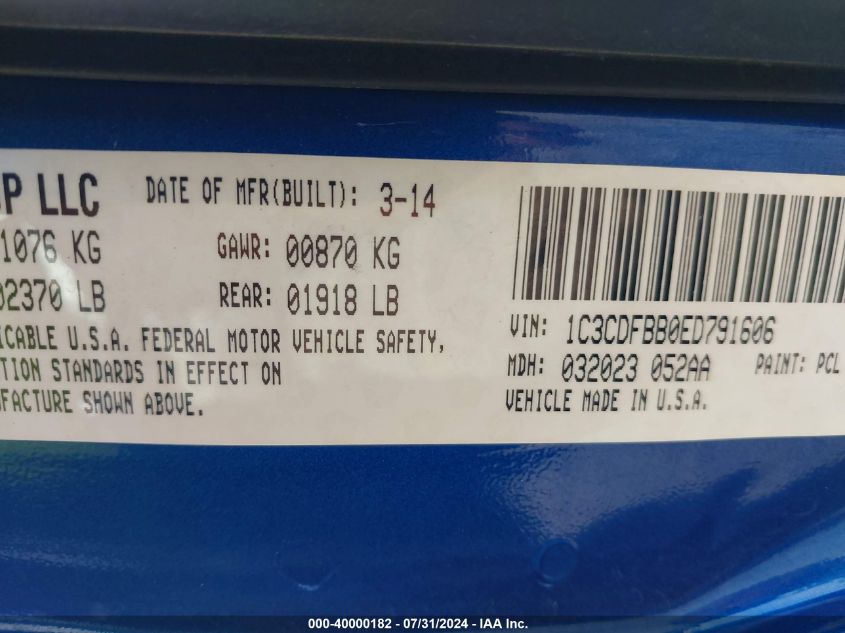 P LLC DATE OF MFR(BUILT): 3-14
1076 KG GAWR: 00870 KG
02370 LB REAR: 01918 LB
ICABLE U.S.A. FEDERAL MOTOR VEHICLE SAFETY,
TION STANDARDS IN EFFECT ON
FACTURE SHOWN ABOVE.
VIN: 1C3CDFBB0ED791606
MDH: 032023 052AA PAINT: PCL
VEHICLE MADE IN U.S.A.
000-40000182 - 07/31/2024 - IAA Inc.